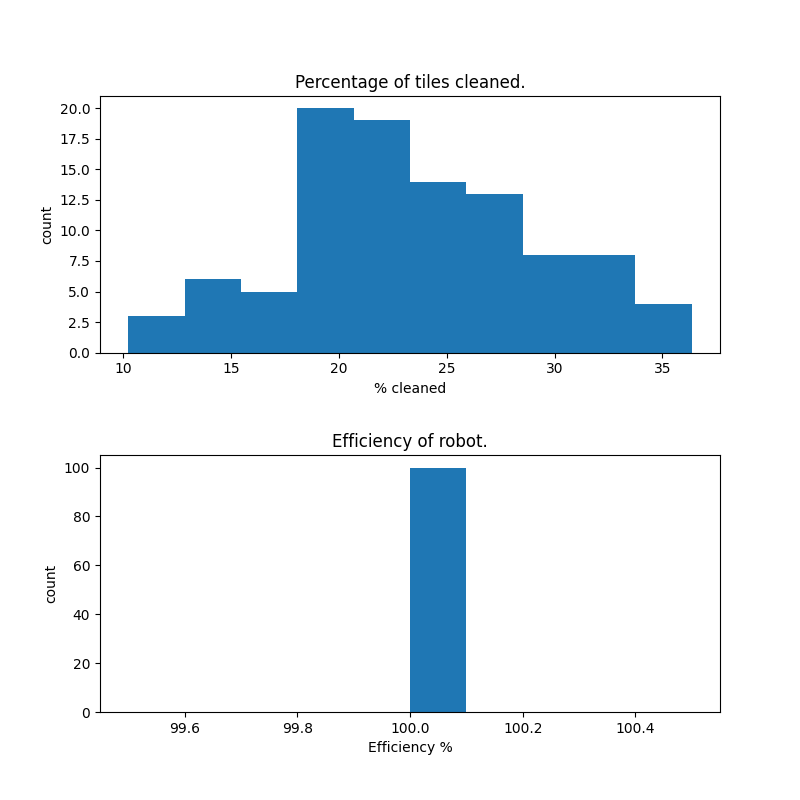 Percentage of tiles cleaned.
20.0
17.5
15.0
12.5
10.0
7.5
5.0
2.5
0.0
count
10 15 20 25 30 35
% cleaned
Efficiency of robot.
100
80
60
40
20
0
count
99.6 99.8 100.0 100.2 100.4
Efficiency %